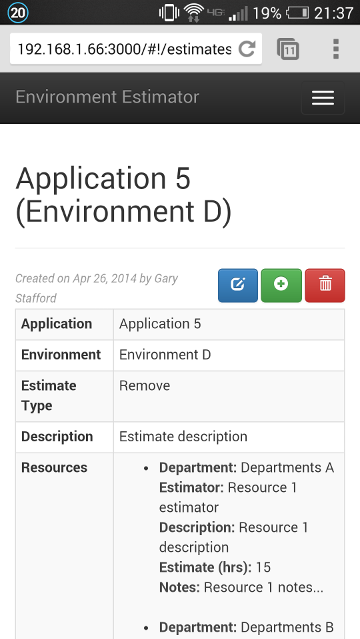 20 4G 19% 21:37
192.168.1.66:3000/#!/estimates 11
Environment Estimator
Application 5
(Environment D)
Created on Apr 26, 2014 by Gary
Stafford
Application Application 5
Environment Environment D
Estimate Remove
Type
Description Estimate description
Resources • Department: Departments A
Estimator: Resource 1
estimator
Description: Resource 1
description
Estimate (hrs): 15
Notes: Resource 1 notes...
• Department: Departments B